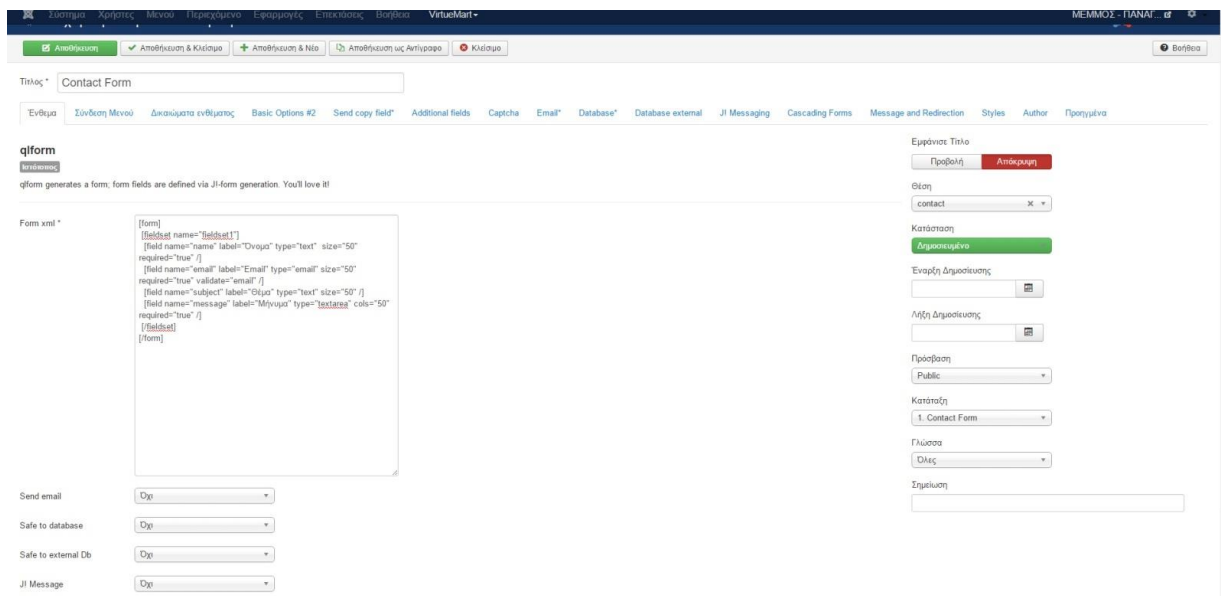 Σύστημα Χρήστες Μενού Περιεχόμενο Εφαρμογές Επεκτάσεις Βοήθεια VirtueMart ΜΕΜΜΟΣ - ΠΑΝΑΓ...
Αποθήκευση Αποθήκευση & Κλείσιμο Αποθήκευση & Νέο Αποθήκευση ως Αντίγραφο Κλείσιμο Βοήθεια
Τίτλος * Contact Form
Ένθεμα Σύνδεση Μενού Δικαιώματα ενθέματος Basic Options #2 Send copy field* Additional fields Captcha Email* Database* Database external J! Messaging Cascading Forms Message and Redirection Styles Author Προηγμένα
qlform
Ιστότοπος
qlform generates a form; form fields are defined via J!-form generation. You'll love it!
Form xml *
[form]
[fieldset name="fieldset1"]
[field name="name" label="Όνομα" type="text" size="50"
required="true" /]
[field name="email" label="Email" type="email" size="50"
required="true" validate="email" /]
[field name="subject" label="Θέμα" type="text" size="50" /]
[field name="message" label="Μήνυμα" type="textarea" cols="50"
required="true" /]
[/fieldset]
[/form]
Send email Όχι
Safe to database Όχι
Safe to external Db Όχι
J! Message Όχι
Εμφάνισε Τίτλο
Προβολή Απόκρυψη
Θέση
contact
Κατάσταση
Δημοσιευμένο
Έναρξη Δημοσίευσης
Λήξη Δημοσίευσης
Πρόσβαση
Public
Κατάταξη
1. Contact Form
Γλώσσα
Όλες
Σημείωση